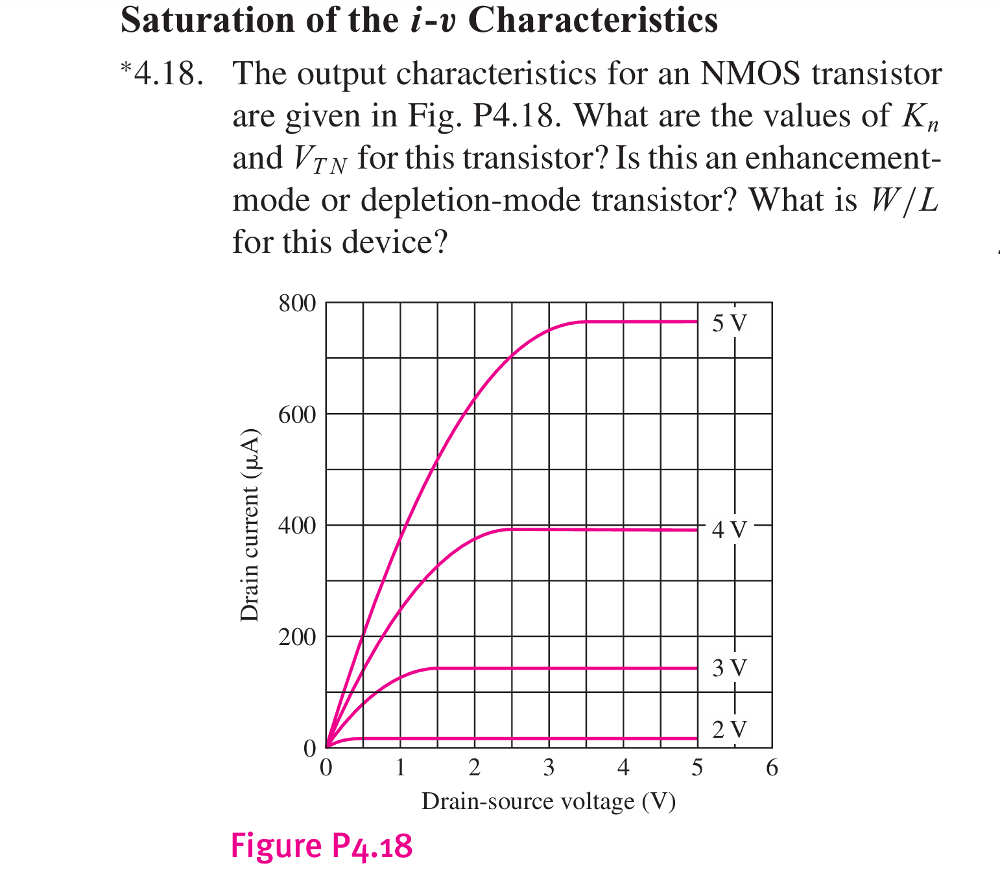 Saturation of the i-v Characteristics
*4.18. The output characteristics for an NMOS transistor
are given in Fig. P4.18. What are the values of Kn
and VTN for this transistor? Is this an enhancement-
mode or depletion-mode transistor? What is W/L
for this device?
800
5 V
600
Drain current (µA)
400
4 V
200
3 V
2 V
0
0 1 2 3 4 5 6
Drain-source voltage (V)
Figure P4.18